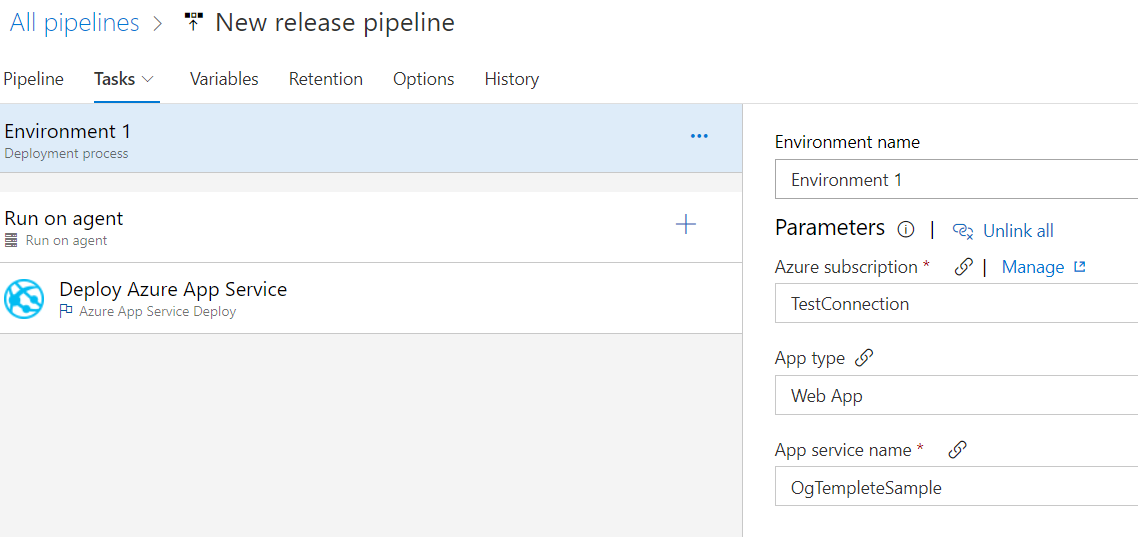 All pipelines > New release pipeline
Pipeline Tasks Variables Retention Options History
Environment 1
Deployment process
Run on agent
Run on agent
Deploy Azure App Service
Azure App Service Deploy
Environment name
Environment 1
Parameters | Unlink all
Azure subscription * | Manage
TestConnection
App type
Web App
App service name *
OgTempleteSample